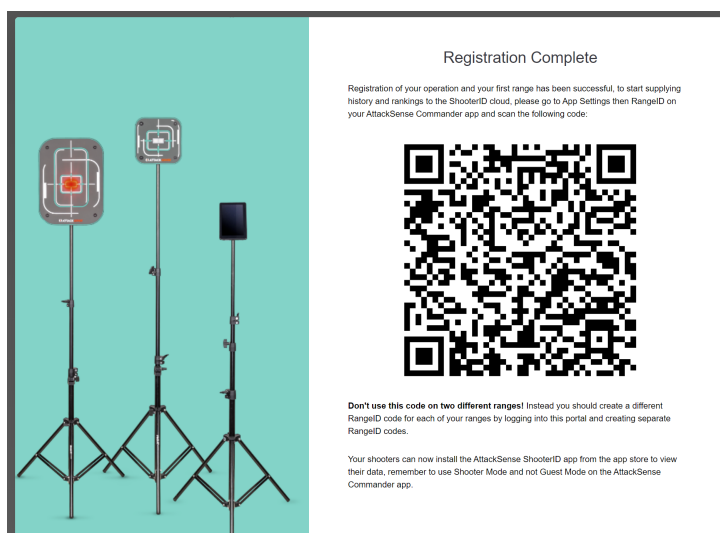 Registration Complete
Registration of your operation and your first range has been successful, to start supplying
history and rankings to the ShooterID cloud, please go to App Settings then RangeID on
your AttackSense Commander app and scan the following code:
Don't use this code on two different ranges! Instead you should create a different
RangeID code for each of your ranges by logging into this portal and creating separate
RangeID codes.
Your shooters can now install the AttackSense ShooterID app from the app store to view
their data, remember to use Shooter Mode and not Guest Mode on the AttackSense
Commander app.